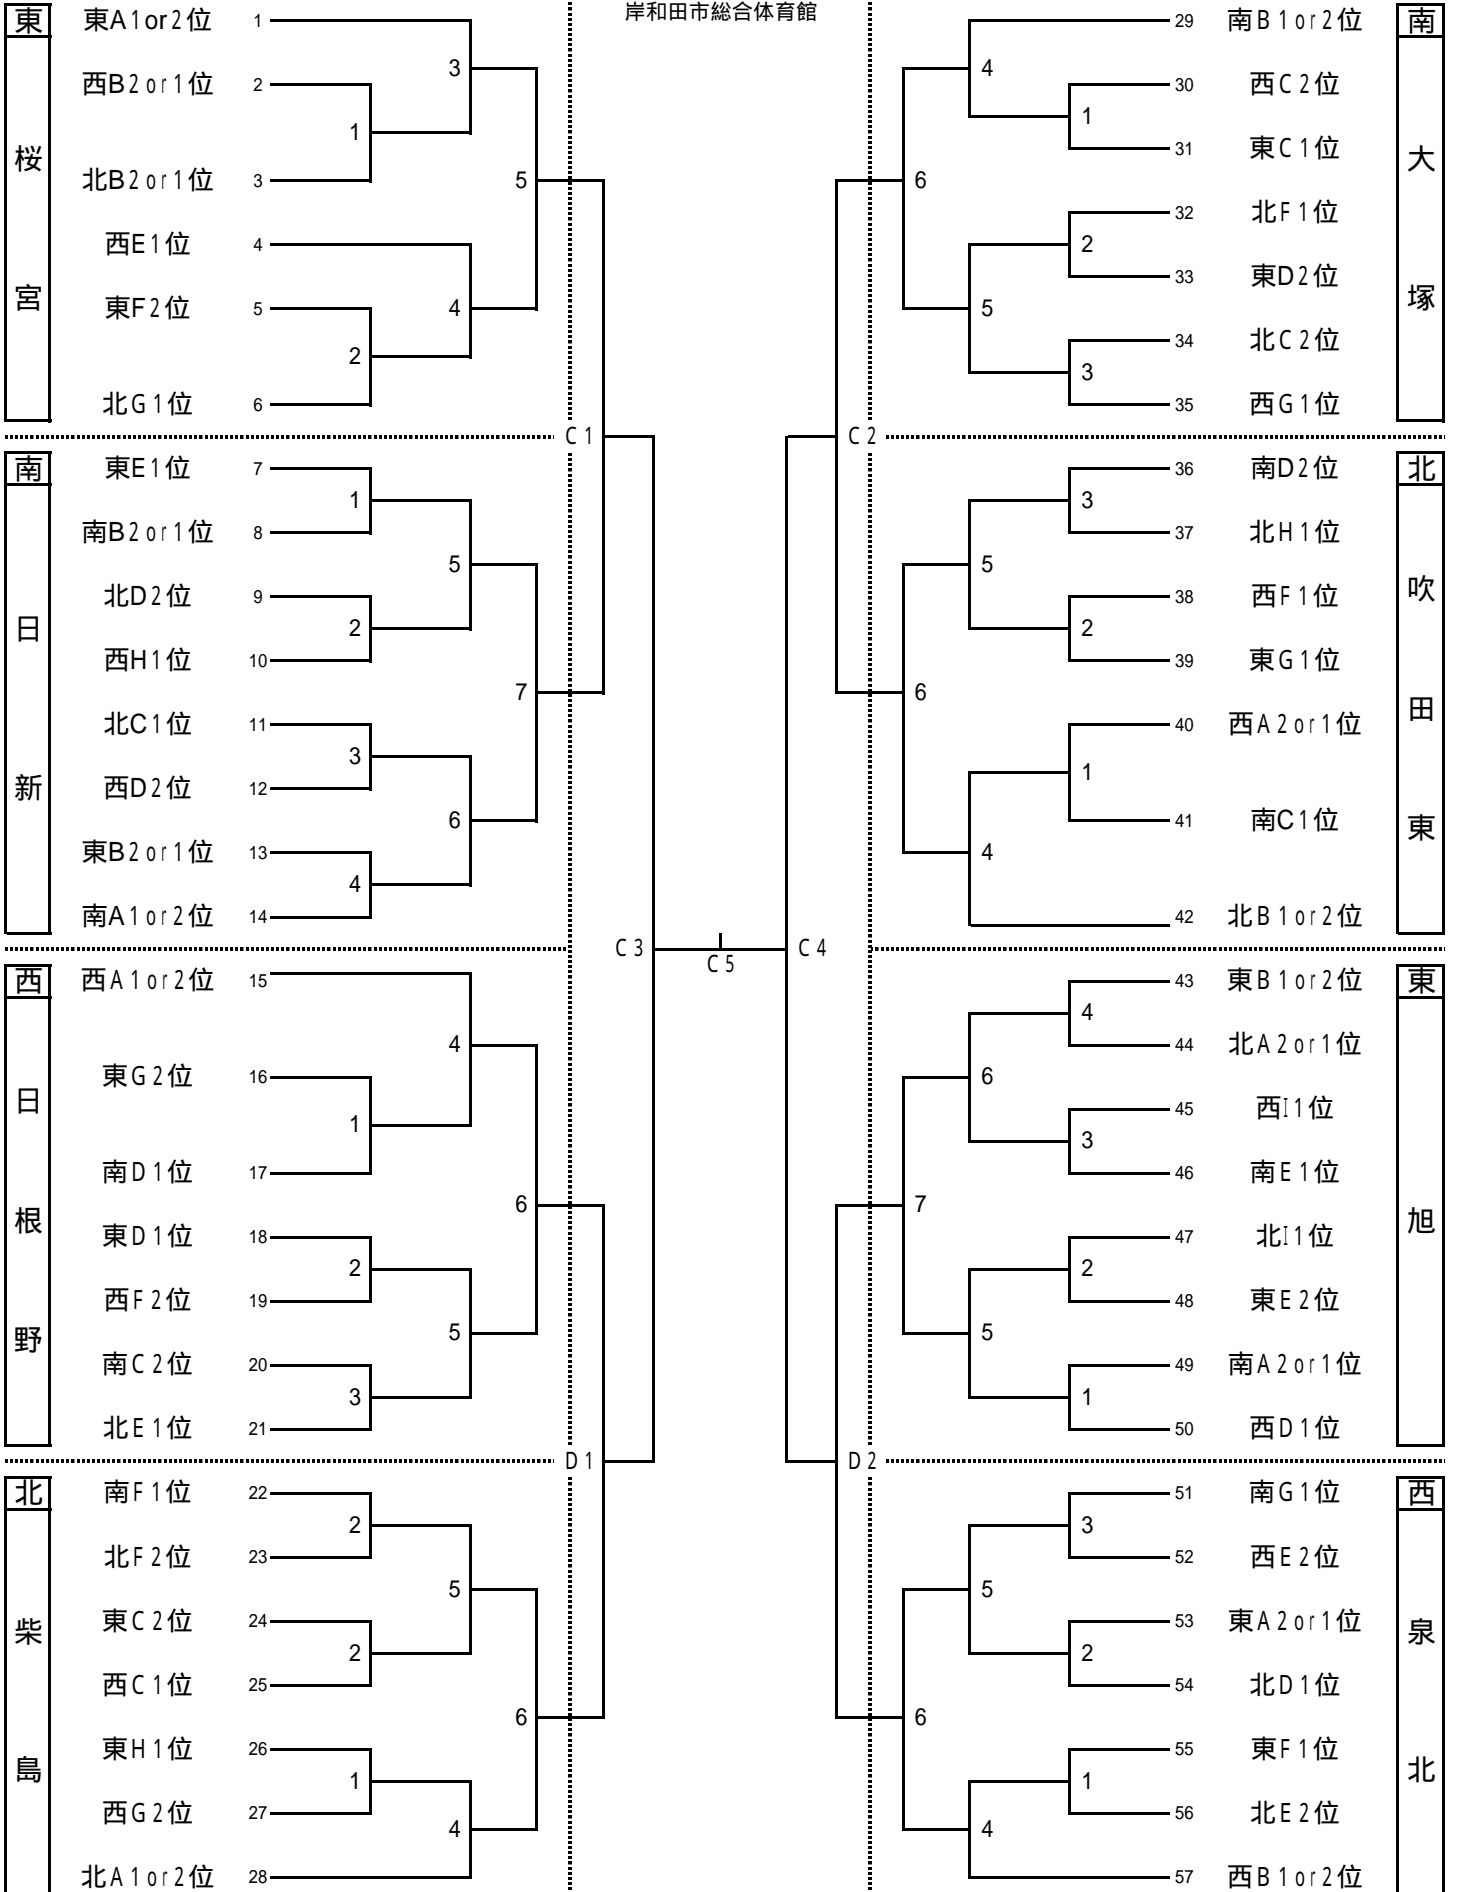 岸和田市総合体育館
東
桜
宮
東A1or2位 1
西B2or1位 2
北B2or1位 3
西E1位 4
東F2位 5
北G1位 6
3
1
5
4
2
C1
南
日
新
東E1位 7
南B2or1位 8
北D2位 9
西H1位 10
北C1位 11
西D2位 12
東B2or1位 13
南A1or2位 14
1
5
2
7
3
6
4
C3
西
日
根
野
西A1or2位 15
東G2位 16
南D1位 17
東D1位 18
西F2位 19
南C2位 20
北E1位 21
4
1
6
2
5
3
D1
北
柴
島
南F1位 22
北F2位 23
東C2位 24
西C1位 25
東H1位 26
西G2位 27
北A1or2位 28
2
5
2
6
1
4
C5
南
大
塚
29 南B1or2位
30 西C2位
31 東C1位
32 北F1位
33 東D2位
34 北C2位
35 西G1位
4
1
6
2
5
3
C2
北
吹
田
東
36 南D2位
37 北H1位
38 西F1位
39 東G1位
40 西A2or1位
41 南C1位
42 北B1or2位
3
5
2
6
1
4
C4
東
旭
43 東B1or2位
44 北A2or1位
45 西I1位
46 南E1位
47 北I1位
48 東E2位
49 南A2or1位
50 西D1位
4
6
3
7
2
5
1
D2
西
泉
北
51 南G1位
52 西E2位
53 東A2or1位
54 北D1位
55 東F1位
56 北E2位
57 西B1or2位
3
5
2
6
1
4